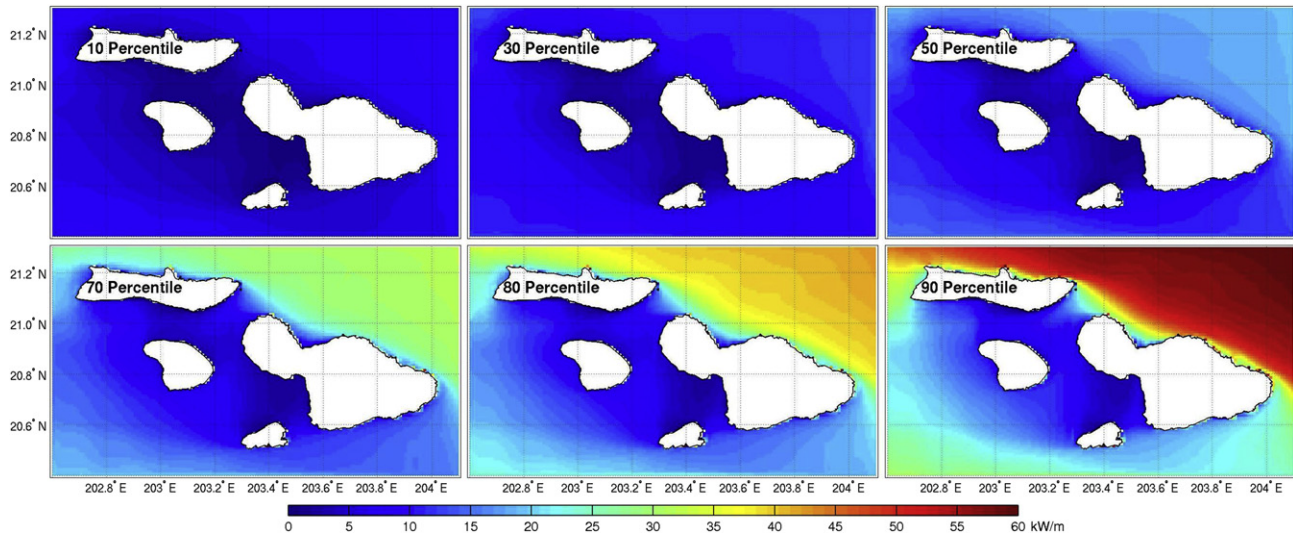 10 Percentile
30 Percentile
50 Percentile
21.2° N
21.0° N
20.8° N
20.6° N
70 Percentile
80 Percentile
90 Percentile
21.2° N
21.0° N
20.8° N
20.6° N
202.8° E 203° E 203.2° E 203.4° E 203.6° E 203.8° E 204° E
202.8° E 203° E 203.2° E 203.4° E 203.6° E 203.8° E 204° E
202.8° E 203° E 203.2° E 203.4° E 203.6° E 203.8° E 204° E
0 5 10 15 20 25 30 35 40 45 50 55 60 kW/m